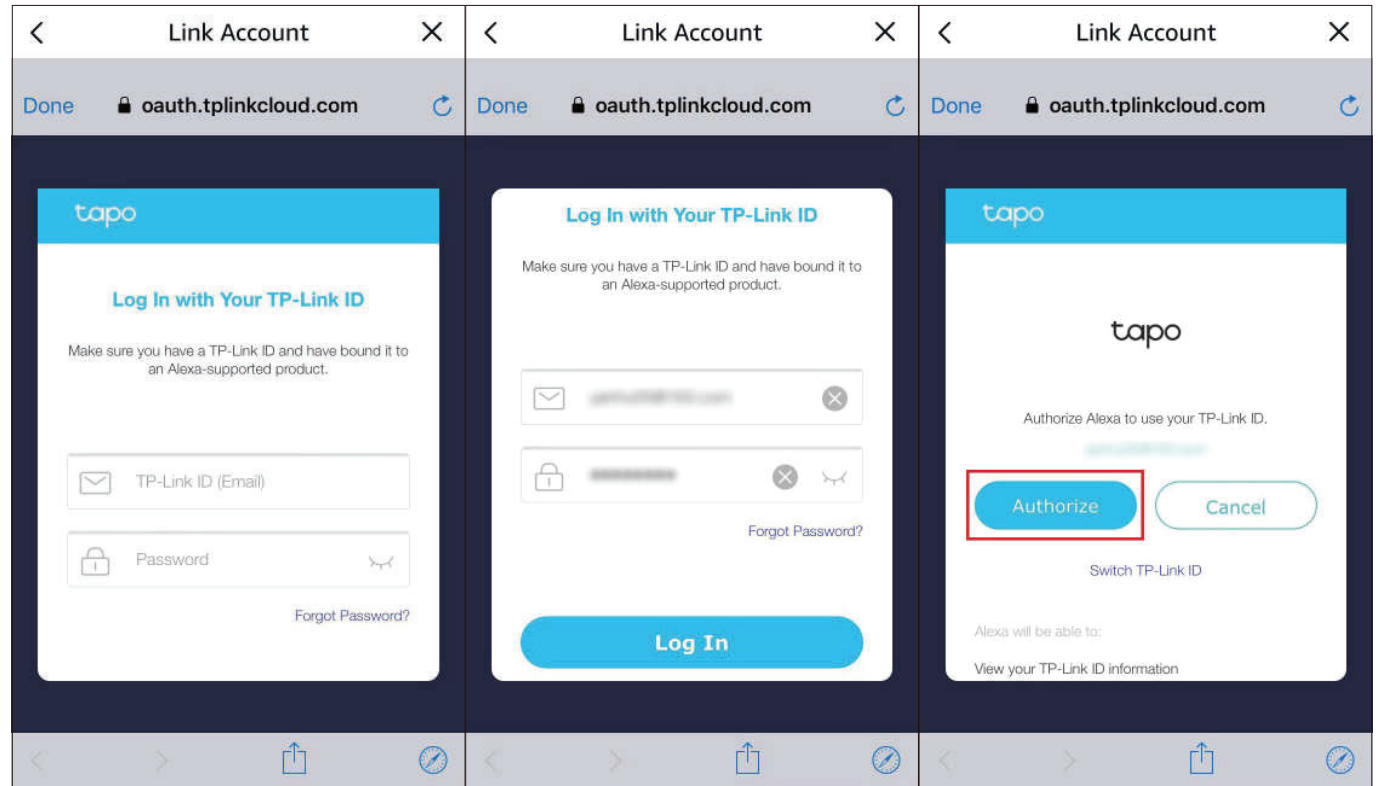 Link Account
Done oauth.tplinkcloud.com
tapo
Log In with Your TP-Link ID
Make sure you have a TP-Link ID and have bound it to
an Alexa-supported product.
TP-Link ID (Email)
Password
Forgot Password?
Link Account
Done oauth.tplinkcloud.com
Log In with Your TP-Link ID
Make sure you have a TP-Link ID and have bound it to
an Alexa-supported product.
Forgot Password?
Log In
Link Account
Done oauth.tplinkcloud.com
tapo
tapo
Authorize Alexa to use your TP-Link ID.
Authorize Cancel
Switch TP-Link ID
Alexa will be able to:
View your TP-Link ID information